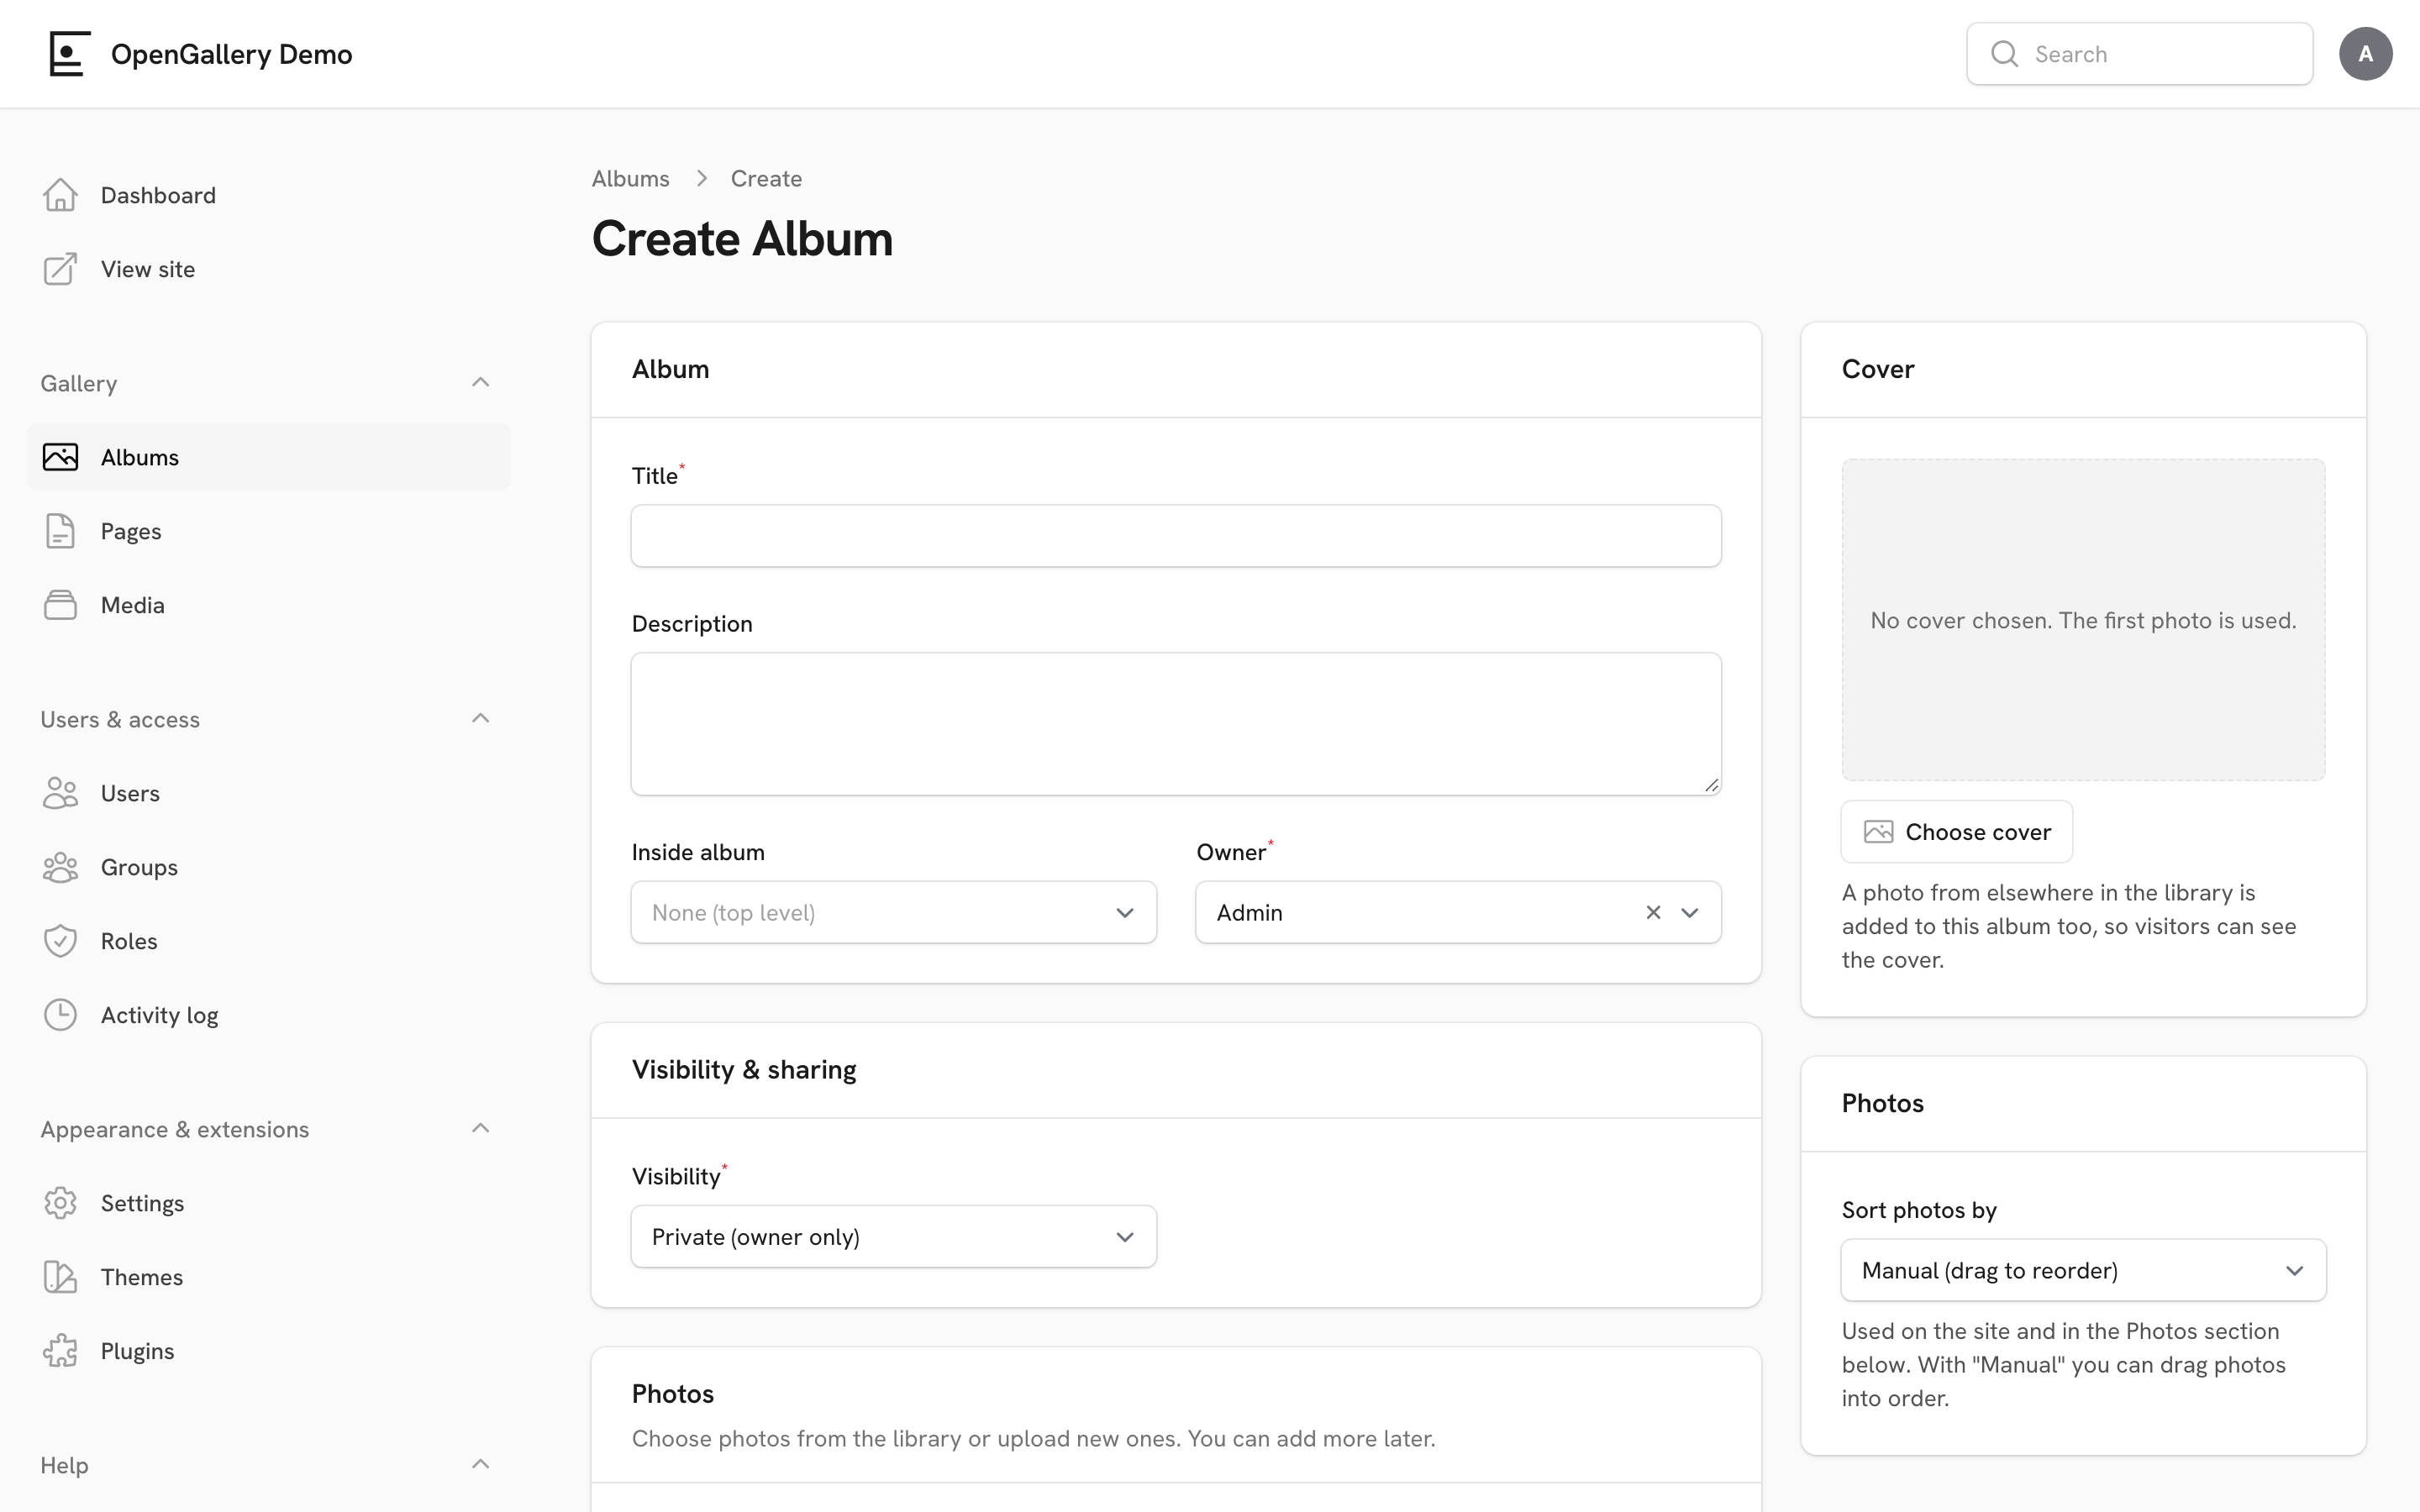 OpenGallery Demo
Search
A
Dashboard
View site
Gallery
Albums
Pages
Media
Users & access
Users
Groups
Roles
Activity log
Appearance & extensions
Settings
Themes
Plugins
Help
Albums
Create
Create Album
Album
Title*
Description
Inside album
None (top level)
Owner*
Admin
Visibility & sharing
Visibility*
Private (owner only)
Photos
Choose photos from the library or upload new ones. You can add more later.
Cover
No cover chosen. The first photo is used.
Choose cover
A photo from elsewhere in the library is
added to this album too, so visitors can see
the cover.
Photos
Sort photos by
Manual (drag to reorder)
Used on the site and in the Photos section
below. With "Manual" you can drag photos
into order.